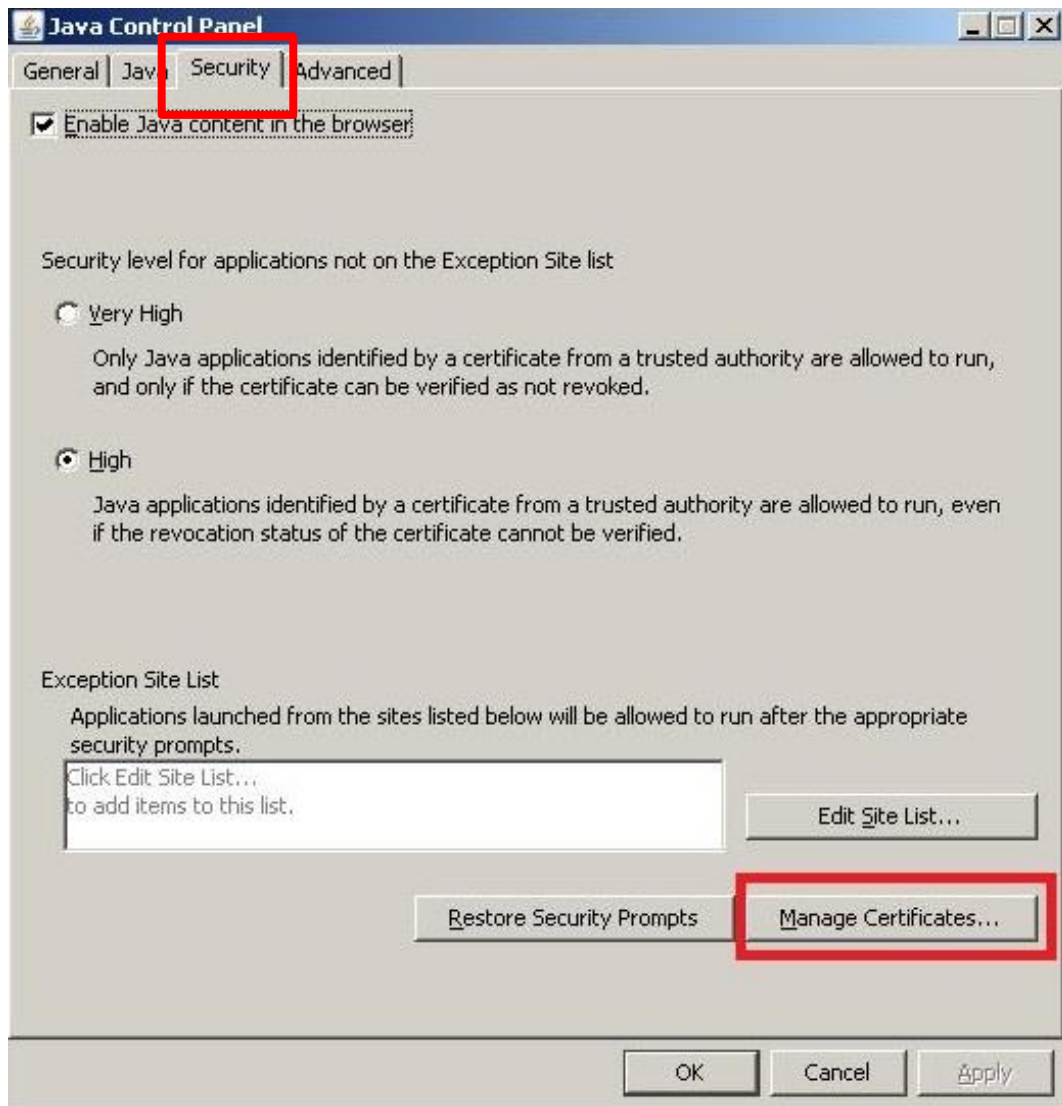 Java Control Panel
General Java Security Advanced
Enable Java content in the browser
Security level for applications not on the Exception Site list
Very High
Only Java applications identified by a certificate from a trusted authority are allowed to run,
and only if the certificate can be verified as not revoked.
High
Java applications identified by a certificate from a trusted authority are allowed to run, even
if the revocation status of the certificate cannot be verified.
Exception Site List
Applications launched from the sites listed below will be allowed to run after the appropriate
security prompts.
Click Edit Site List...
to add items to this list.
Edit Site List...
Restore Security Prompts Manage Certificates...
OK Cancel Apply